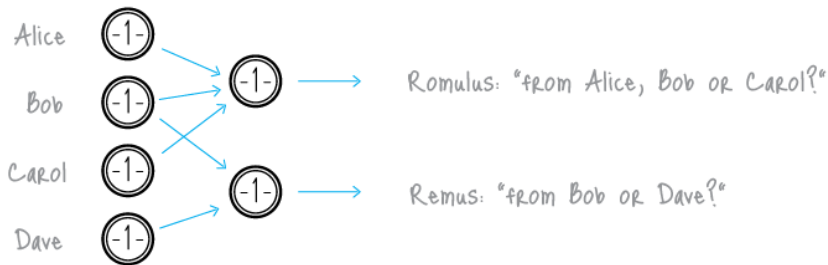 Alice -1-
-1- Romulus: "from Alice, Bob or Carol?"
Bob -1-
Carol -1-
-1- Remus: "from Bob or Dave?"
Dave -1-